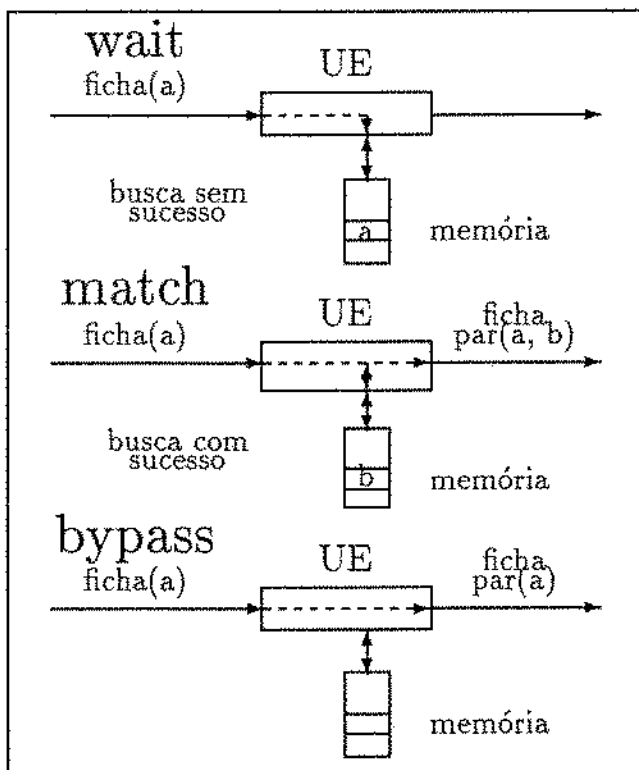 wait
UE
ficha(a)
busca sem
sucesso
a
memória
match
UE
ficha(a)
ficha
par(a, b)
busca com
sucesso
b
memória
bypass
UE
ficha(a)
ficha
par(a)
memória